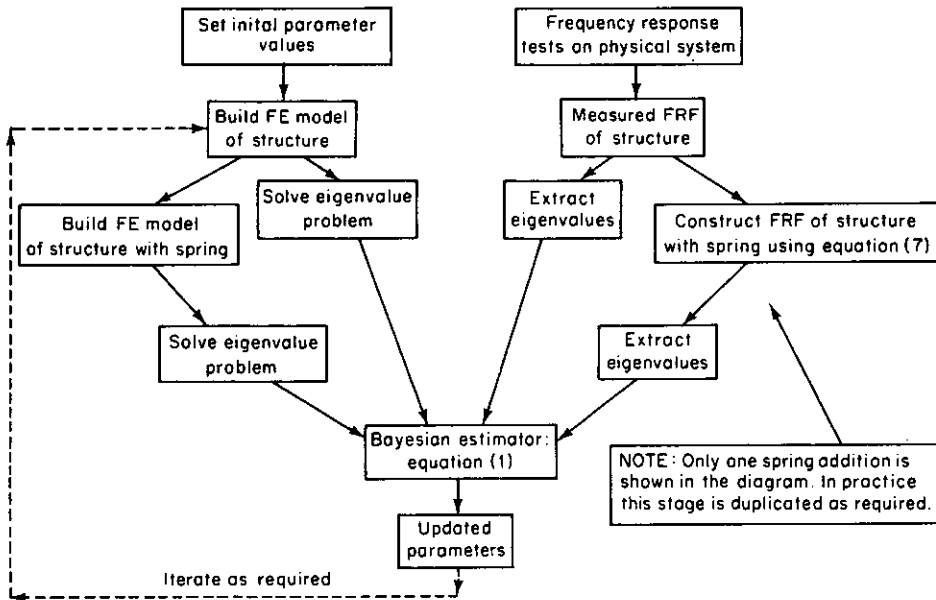 Set inital parameter
values
Frequency response
tests on physical system
Build FE model
of structure
Measured FRF
of structure
Build FE model
of structure with spring
Solve eigenvalue
problem
Extract
eigenvalues
Construct FRF of structure
with spring using equation (7)
Solve eigenvalue
problem
Extract
eigenvalues
Bayesian estimator:
equation (1)
NOTE: Only one spring addition is
shown in the diagram. In practice
this stage is duplicated as required.
Updated
parameters
Iterate as required